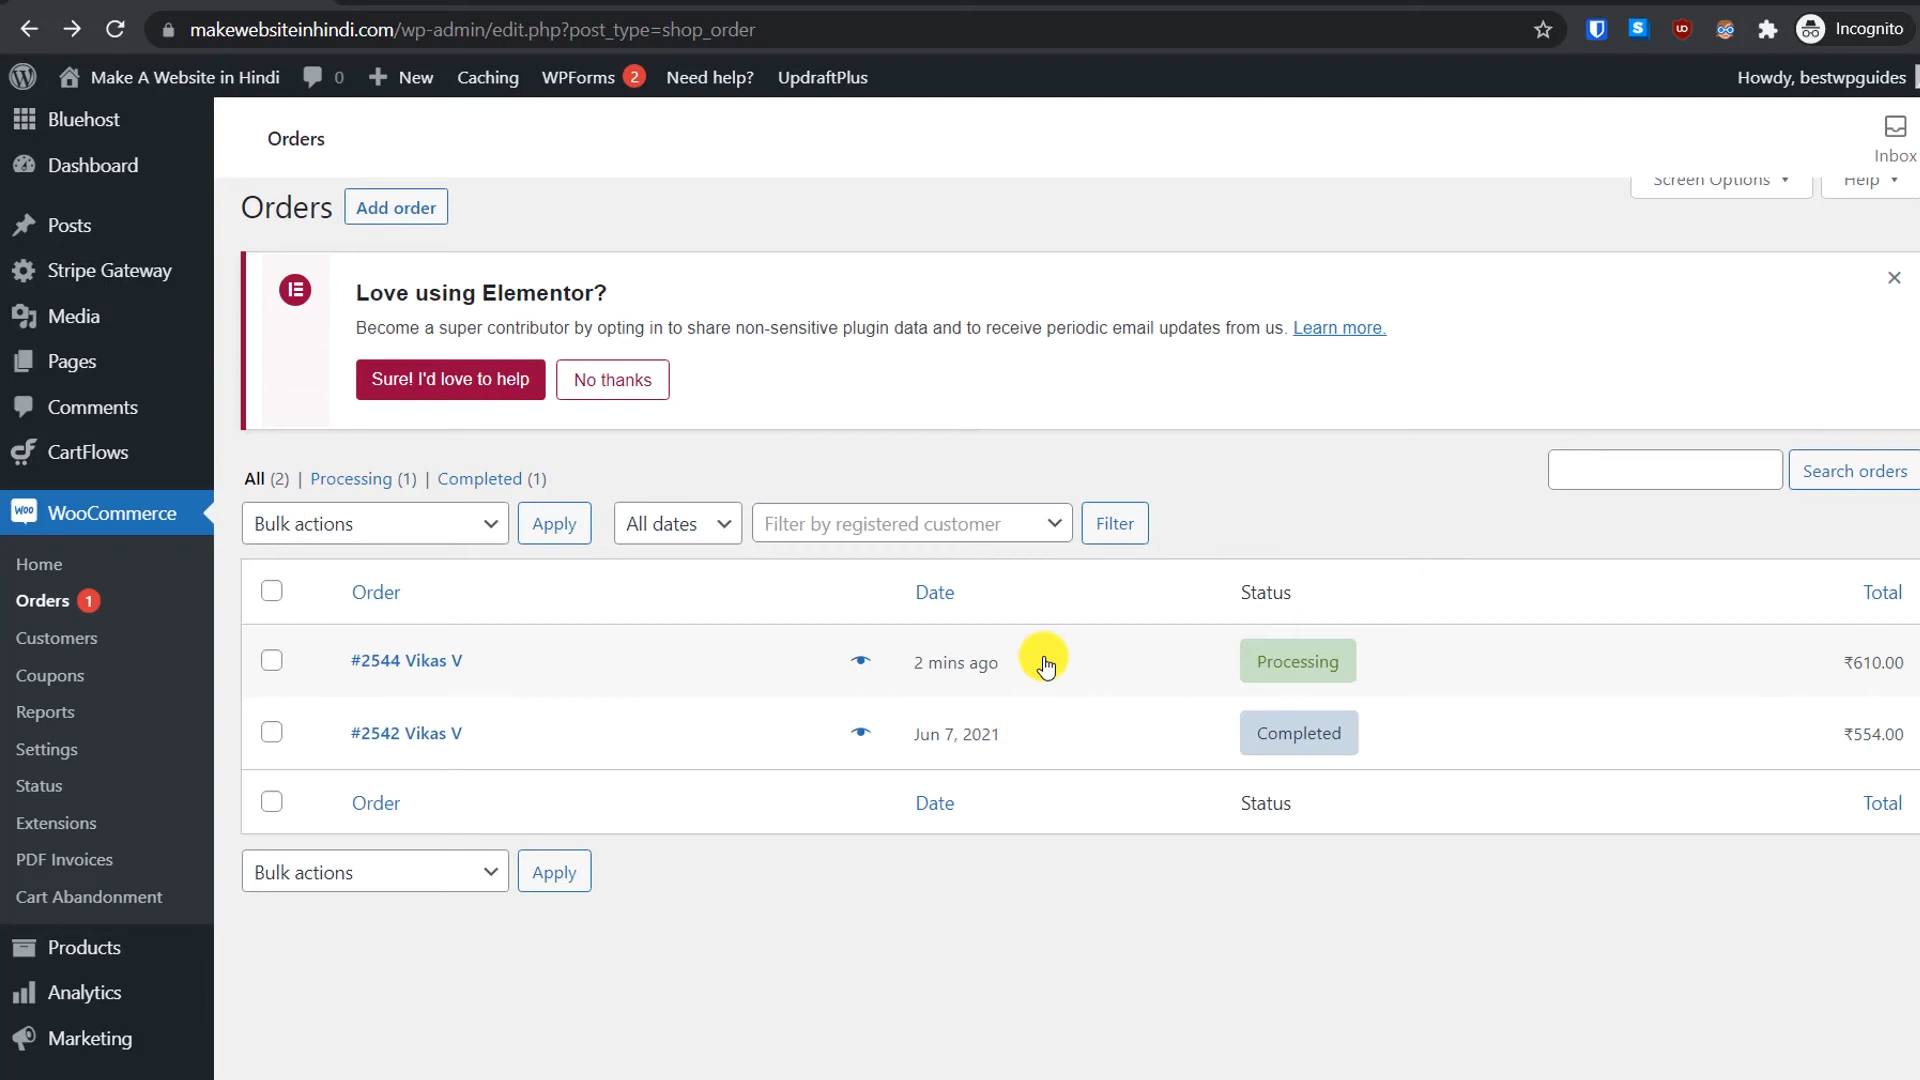 makewebsiteinhindi.com/wp-admin/edit.php?post_type=shop_order
Incognito
Make A Website in Hindi 0 New Caching WPForms 2 Need help? UpdraftPlus Howdy, bestwpguides
Bluehost
Dashboard
Posts
Stripe Gateway
Media
Pages
Comments
CartFlows
WooCommerce
Home
Orders 1
Customers
Coupons
Reports
Settings
Status
Extensions
PDF Invoices
Cart Abandonment
Products
Analytics
Marketing
Orders
Inbox
Screen Options Help
Orders Add order
Love using Elementor?
Become a super contributor by opting in to share non-sensitive plugin data and to receive periodic email updates from us. Learn more.
Sure! I'd love to help No thanks
All (2) | Processing (1) | Completed (1)
Search orders
Bulk actions Apply All dates Filter by registered customer Filter
Order Date Status Total
#2544 Vikas V 2 mins ago Processing ₹610.00
#2542 Vikas V Jun 7, 2021 Completed ₹554.00
Order Date Status Total
Bulk actions Apply